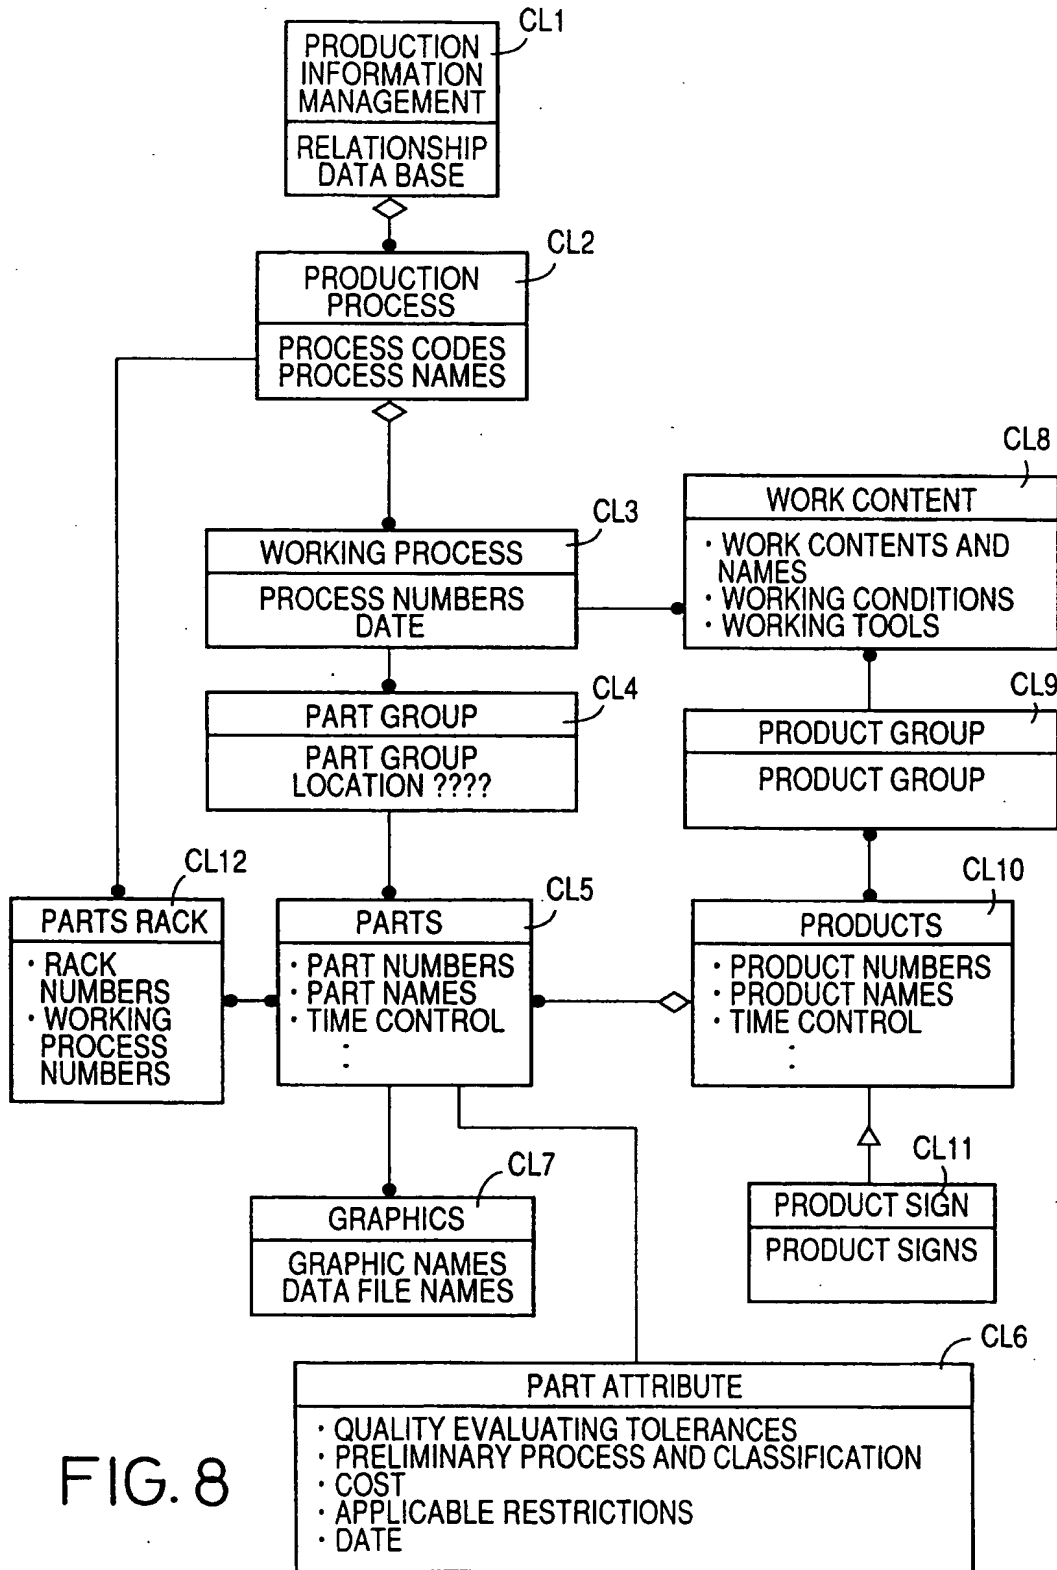 CL1
PRODUCTION
INFORMATION
MANAGEMENT
RELATIONSHIP
DATA BASE
CL2
PRODUCTION
PROCESS
PROCESS CODES
PROCESS NAMES
CL3
WORKING PROCESS
PROCESS NUMBERS
DATE
CL8
WORK CONTENT
· WORK CONTENTS AND
NAMES
· WORKING CONDITIONS
· WORKING TOOLS
CL4
PART GROUP
PART GROUP
LOCATION ????
CL9
PRODUCT GROUP
PRODUCT GROUP
CL12
PARTS RACK
· RACK
NUMBERS
· WORKING
PROCESS
NUMBERS
CL5
PARTS
· PART NUMBERS
· PART NAMES
· TIME CONTROL
:
CL10
PRODUCTS
· PRODUCT NUMBERS
· PRODUCT NAMES
· TIME CONTROL
:
CL7
GRAPHICS
GRAPHIC NAMES
DATA FILE NAMES
CL11
PRODUCT SIGN
PRODUCT SIGNS
CL6
PART ATTRIBUTE
· QUALITY EVALUATING TOLERANCES
· PRELIMINARY PROCESS AND CLASSIFICATION
· COST
· APPLICABLE RESTRICTIONS
· DATE
FIG. 8